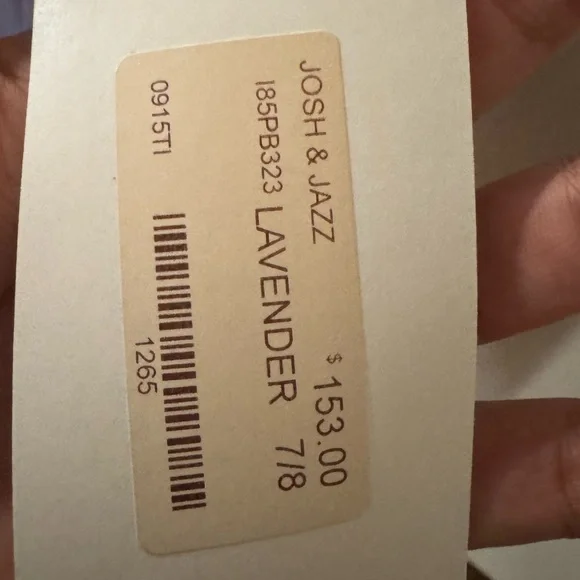 JOSH & JAZZ $ 153.00
I85PB323 LAVENDER 7/8
0915TI
1265